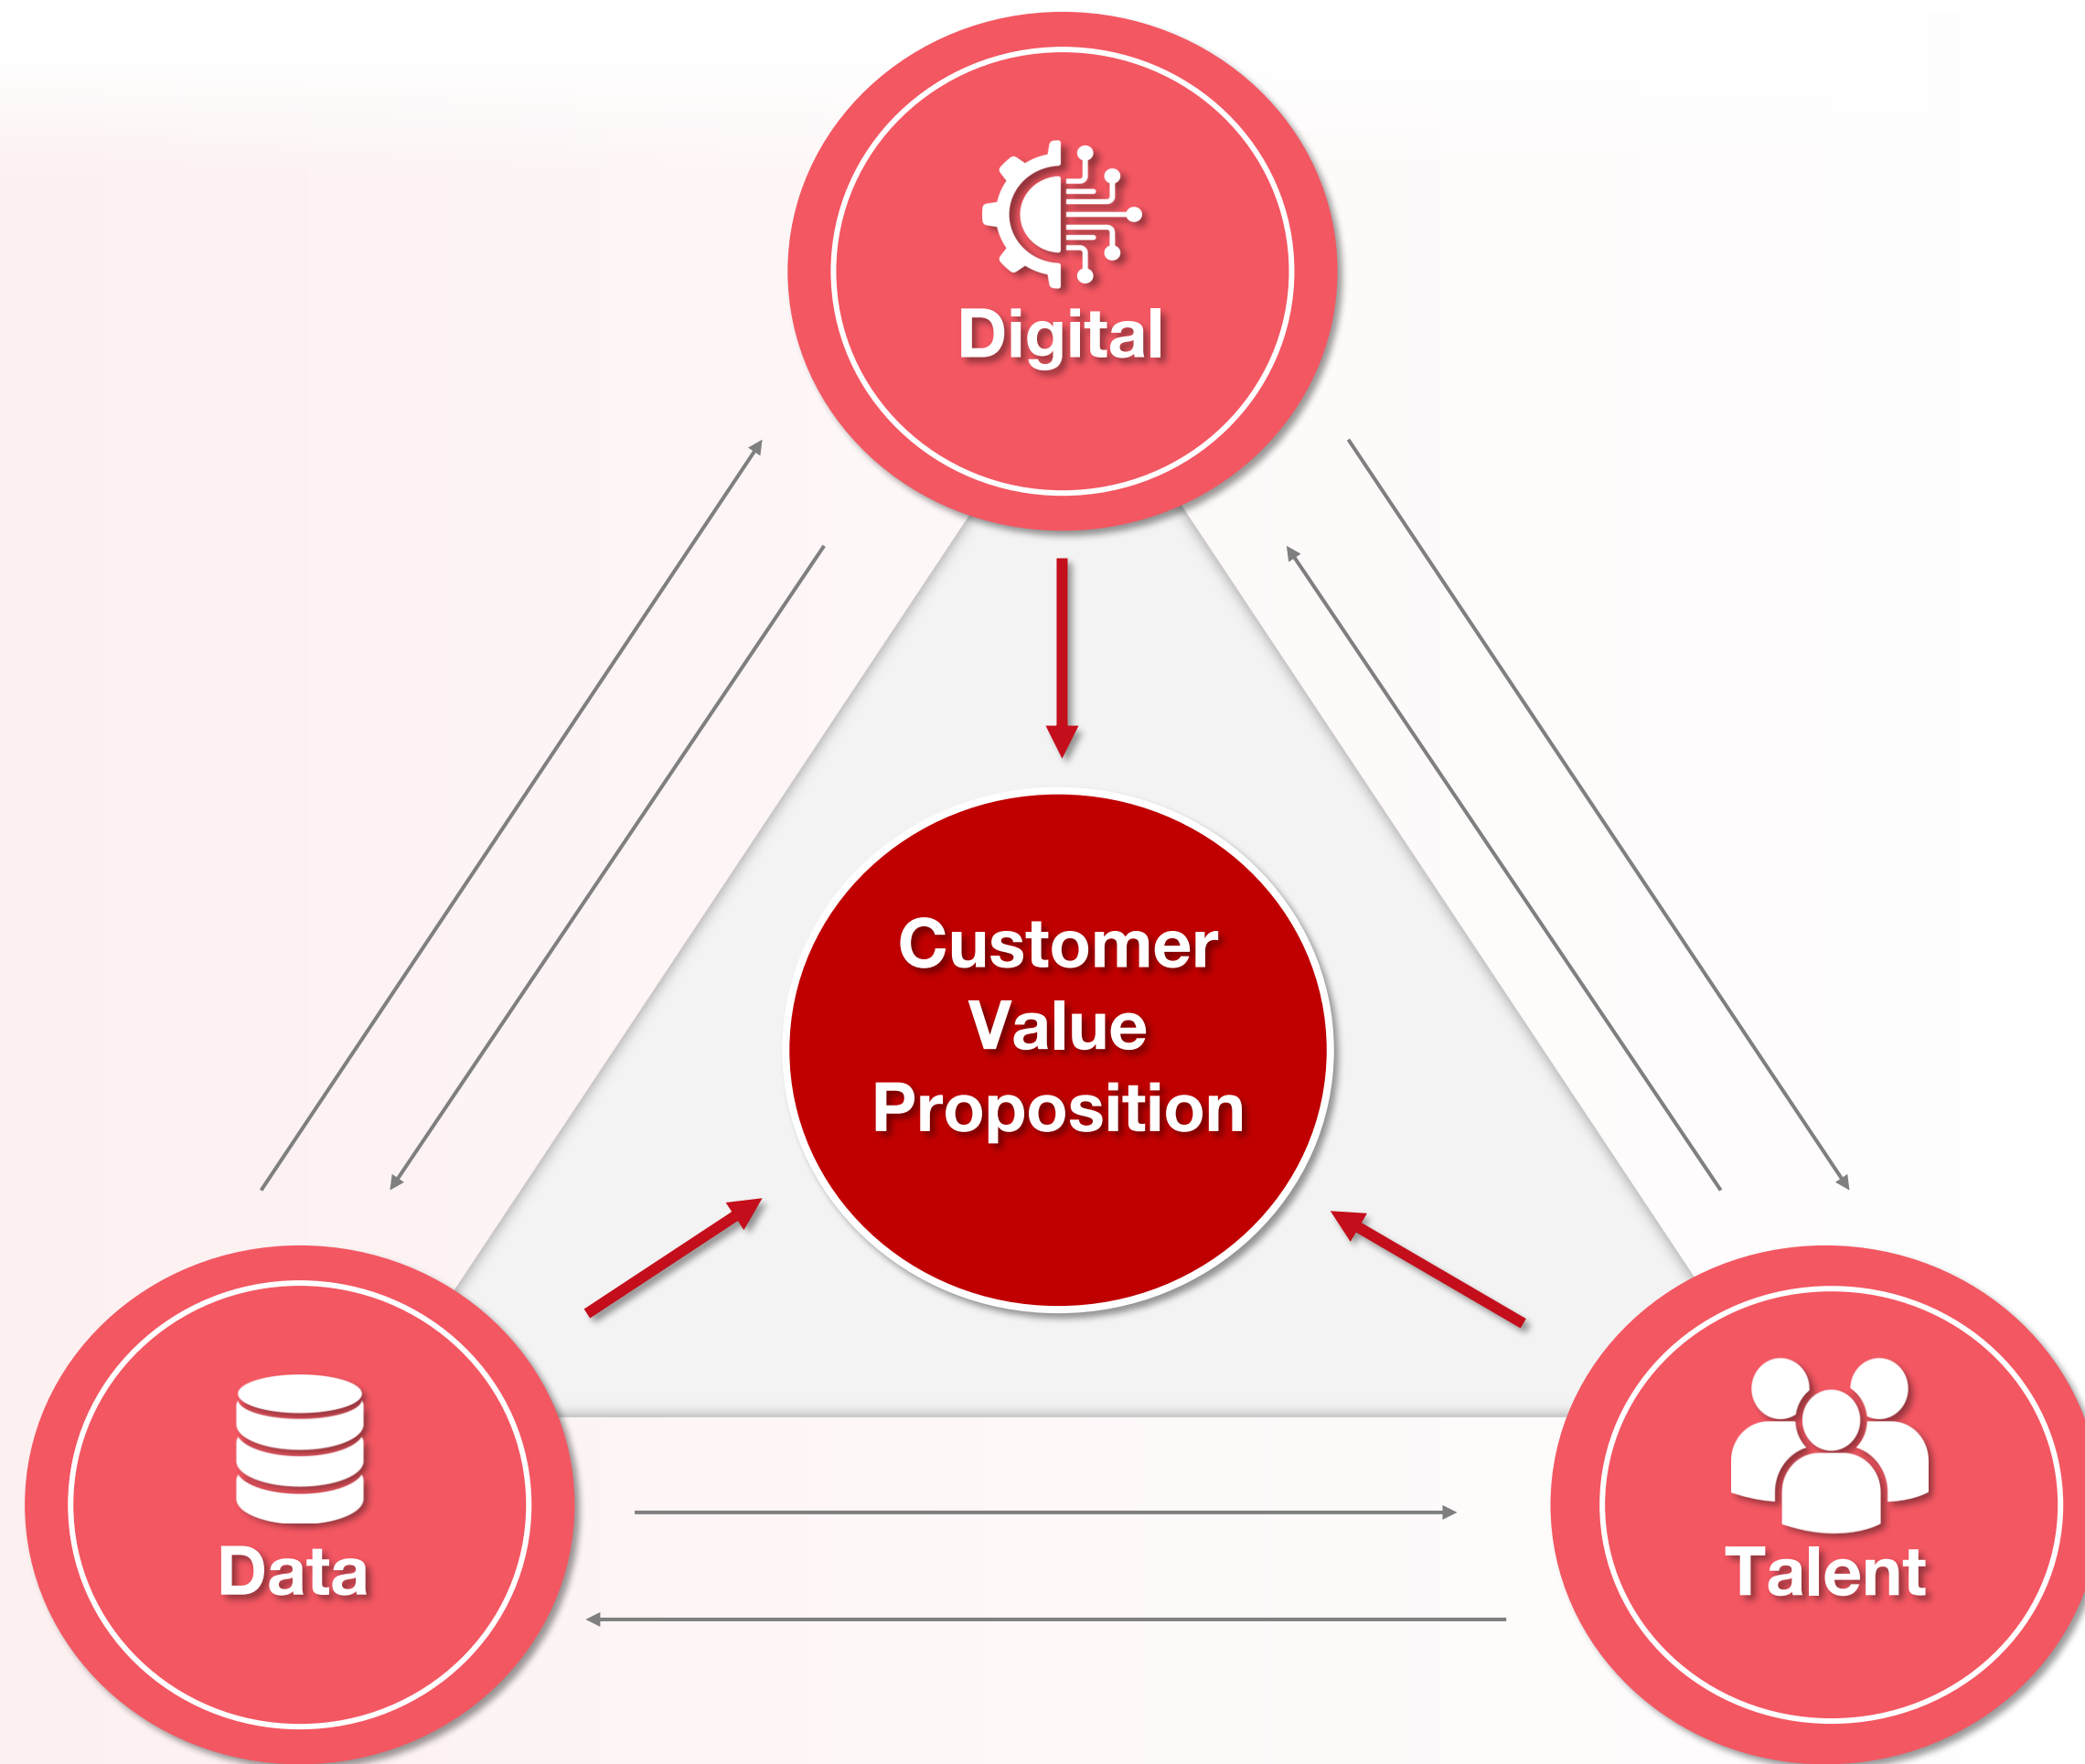 Digital
Customer
Value
Proposition
Data
Talent